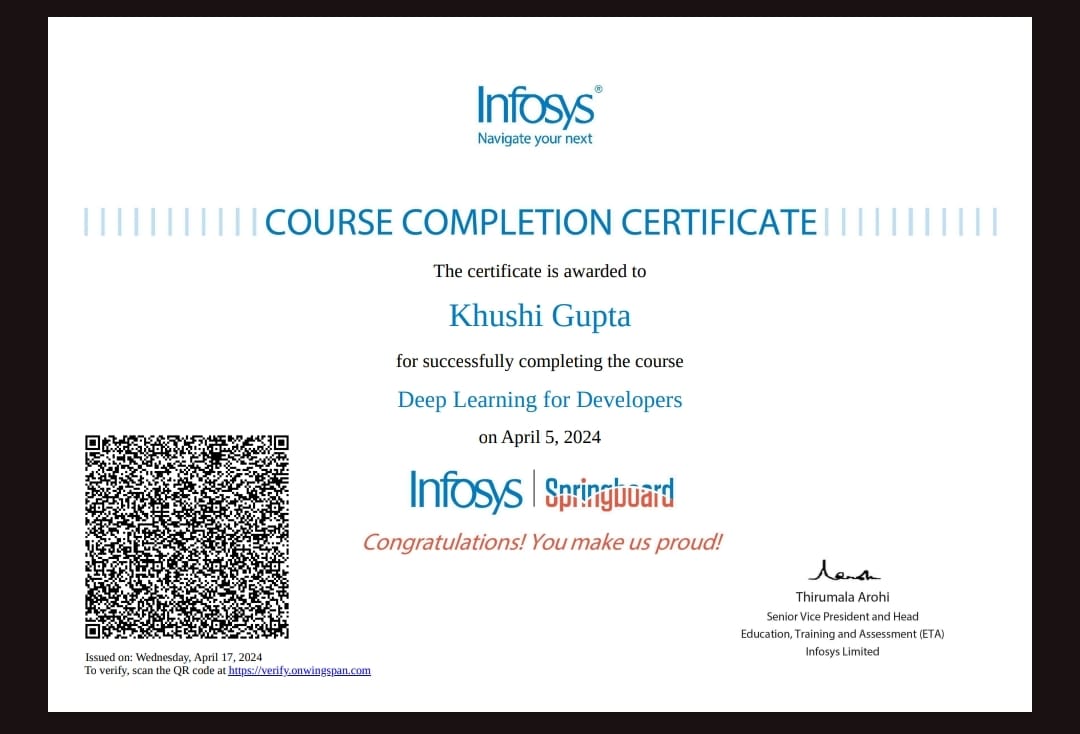 Infosys®
Navigate your next
COURSE COMPLETION CERTIFICATE
The certificate is awarded to
Khushi Gupta
for successfully completing the course
Deep Learning for Developers
on April 5, 2024
Infosys | Springboard
Congratulations! You make us proud!
Thirumala Arohi
Senior Vice President and Head
Education, Training and Assessment (ETA)
Infosys Limited
Issued on: Wednesday, April 17, 2024
To verify, scan the QR code at https://verify.onwingspan.com